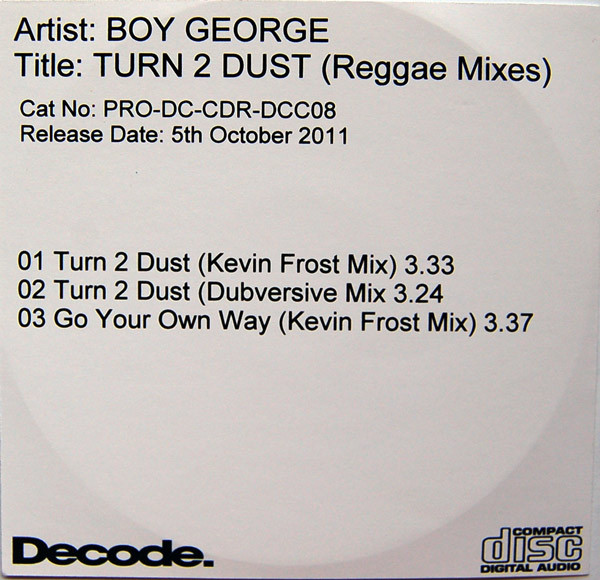 Artist: BOY GEORGE
Title: TURN 2 DUST (Reggae Mixes)
Cat No: PRO-DC-CDR-DCC08
Release Date: 5th October 2011
01 Turn 2 Dust (Kevin Frost Mix) 3.33
02 Turn 2 Dust (Dubversive Mix 3.24
03 Go Your Own Way (Kevin Frost Mix) 3.37
Decode.
COMPACT
disc
DIGITAL AUDIO